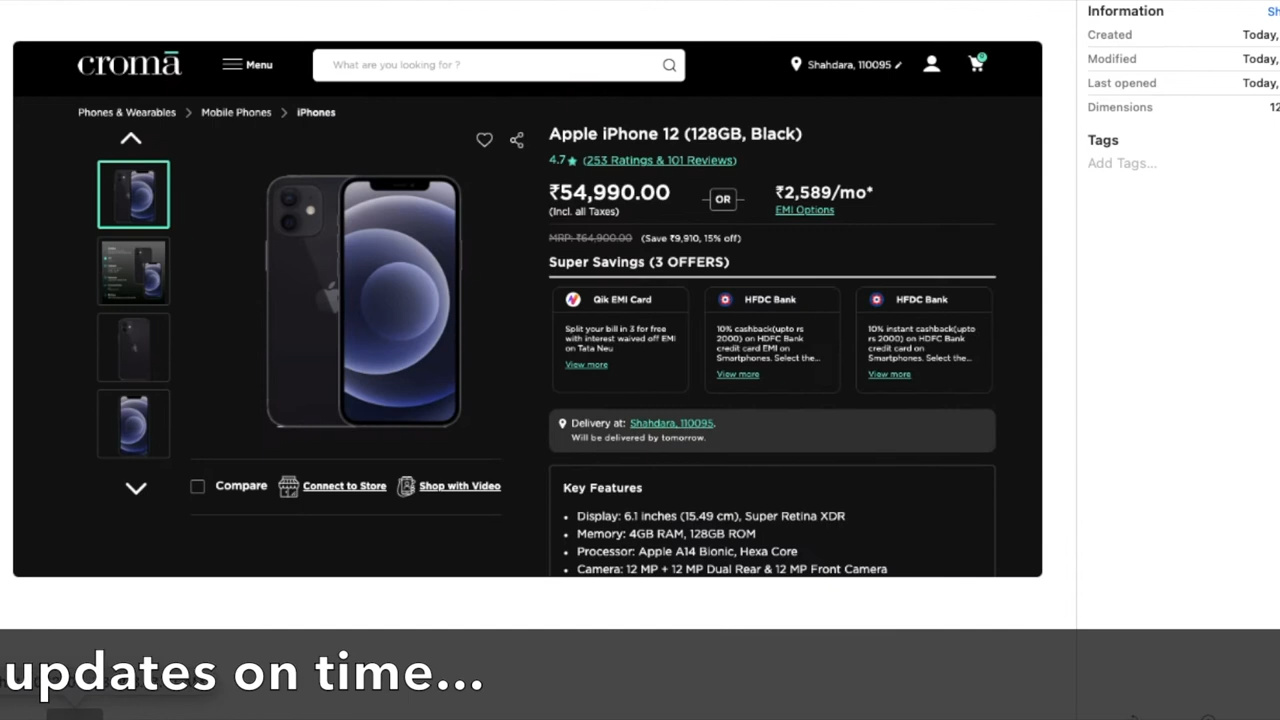 Information
Sh
Created Today,
Modified Today,
Last opened Today,
Dimensions 12
Tags
Add Tags...
cromā
Menu
What are you looking for ?
Shahdara, 110095
0
Phones & Wearables > Mobile Phones > iPhones
Apple iPhone 12 (128GB, Black)
4.7★ (253 Ratings & 101 Reviews)
₹54,990.00
(Incl. all Taxes)
OR
₹2,589/mo*
EMI Options
MRP: ₹64,900.00 (Save ₹9,910, 15% off)
Super Savings (3 OFFERS)
Qik EMI Card
Split your bill in 3 for free
with interest waived off EMI
on Tata Neu
View more
HFDC Bank
10% cashback(upto
rs 2000) on HDFC Bank
credit card EMI on
Smartphones. Select the...
View more
HFDC Bank
10% instant cashback(upto
rs 2000) on HDFC Bank
credit card on
Smartphones. Select the...
View more
Delivery at: Shahdara, 110095.
Will be delivered by tomorrow.
Compare
Connect to Store
Shop with Video
Key Features
• Display: 6.1 inches (15.49 cm), Super Retina XDR
• Memory: 4GB RAM, 128GB ROM
• Processor: Apple A14 Bionic, Hexa Core
• Camera: 12 MP + 12 MP Dual Rear & 12 MP Front Camera
updates on time...